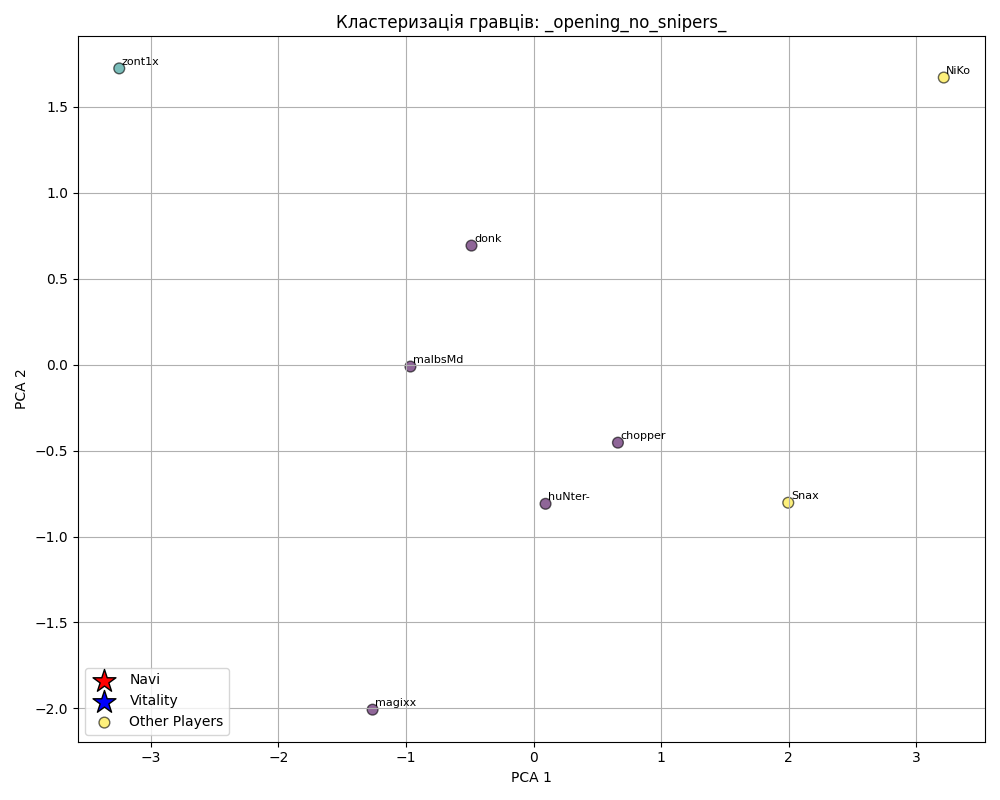 Кластеризація гравців: _opening_no_snipers_
zont1x
NiKo
donk
malbsMd
chopper
huNter-
Snax
magixx
1.5
1.0
0.5
0.0
−0.5
−1.0
−1.5
−2.0
PCA 2
Navi
Vitality
Other Players
−3
−2
−1
0
1
2
3
PCA 1